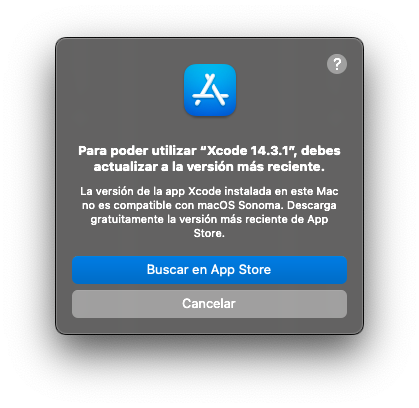 ?
Para poder utilizar “Xcode 14.3.1”, debes
actualizar a la versión más reciente.
La versión de la app Xcode instalada en este Mac
no es compatible con macOS Sonoma. Descarga
gratuitamente la versión más reciente de App
Store.
Buscar en App Store
Cancelar